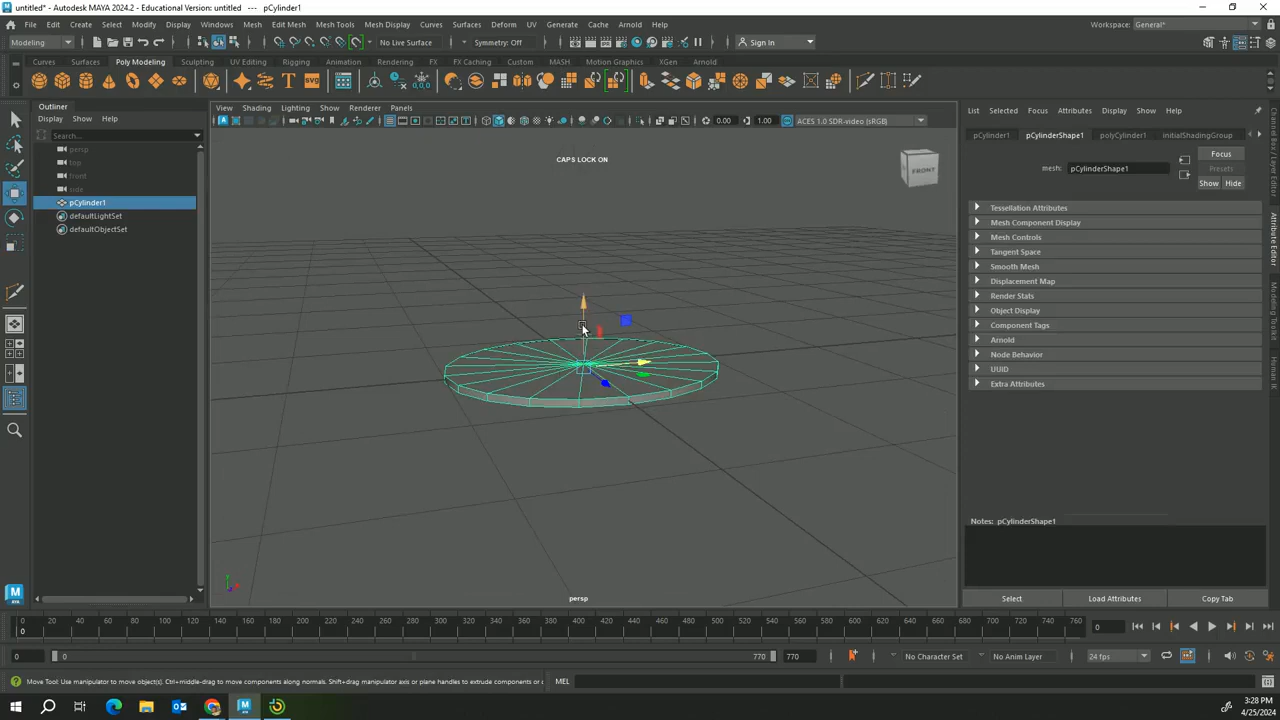 untitled* - Autodesk MAYA 2024.2 - Educational Version: untitled --- pCylinder1
File Edit Create Select Modify Display Windows Mesh Edit Mesh Mesh Tools Mesh Display Curves Surfaces Deform UV Generate Cache Arnold Help
Workspace: General*
Modeling No Live Surface Symmetry: Off Sign In
Curves Surfaces Poly Modeling Sculpting UV Editing Rigging Animation Rendering FX FX Caching Custom MASH Motion Graphics XGen Arnold
Outliner
Display Show Help
Search...
persp
top
front
side
pCylinder1
defaultLightSet
defaultObjectSet
View Shading Lighting Show Renderer Panels
0.00 1.00 ACES 1.0 SDR-video (sRGB)
CAPS LOCK ON
FRONT
persp
List Selected Focus Attributes Display Show Help
pCylinder1 pCylinderShape1 polyCylinder1 initialShadingGroup
Focus
mesh: pCylinderShape1
Presets
Show Hide
Tessellation Attributes
Mesh Component Display
Mesh Controls
Tangent Space
Smooth Mesh
Displacement Map
Render Stats
Object Display
Component Tags
Arnold
Node Behavior
UUID
Extra Attributes
Notes: pCylinderShape1
Select Load Attributes Copy Tab
Channel Box / Layer Editor
Attribute Editor
Modeling Toolkit
Human IK
0 20 40 60 80 100 120 140 160 180 200 220 240 260 280 300 320 340 360 380 400 420 440 460 480 500 520 540 560 580 600 620 640 660 680 700 720 740 760
0
0
0 0 770 770 No Character Set No Anim Layer 24 fps
Move Tool: Use manipulator to move object(s). Ctrl+middle-drag to move components along normals. Shift+drag manipulator axis or plane handles to extrude components or c
MEL
3:28 PM
4/25/2024